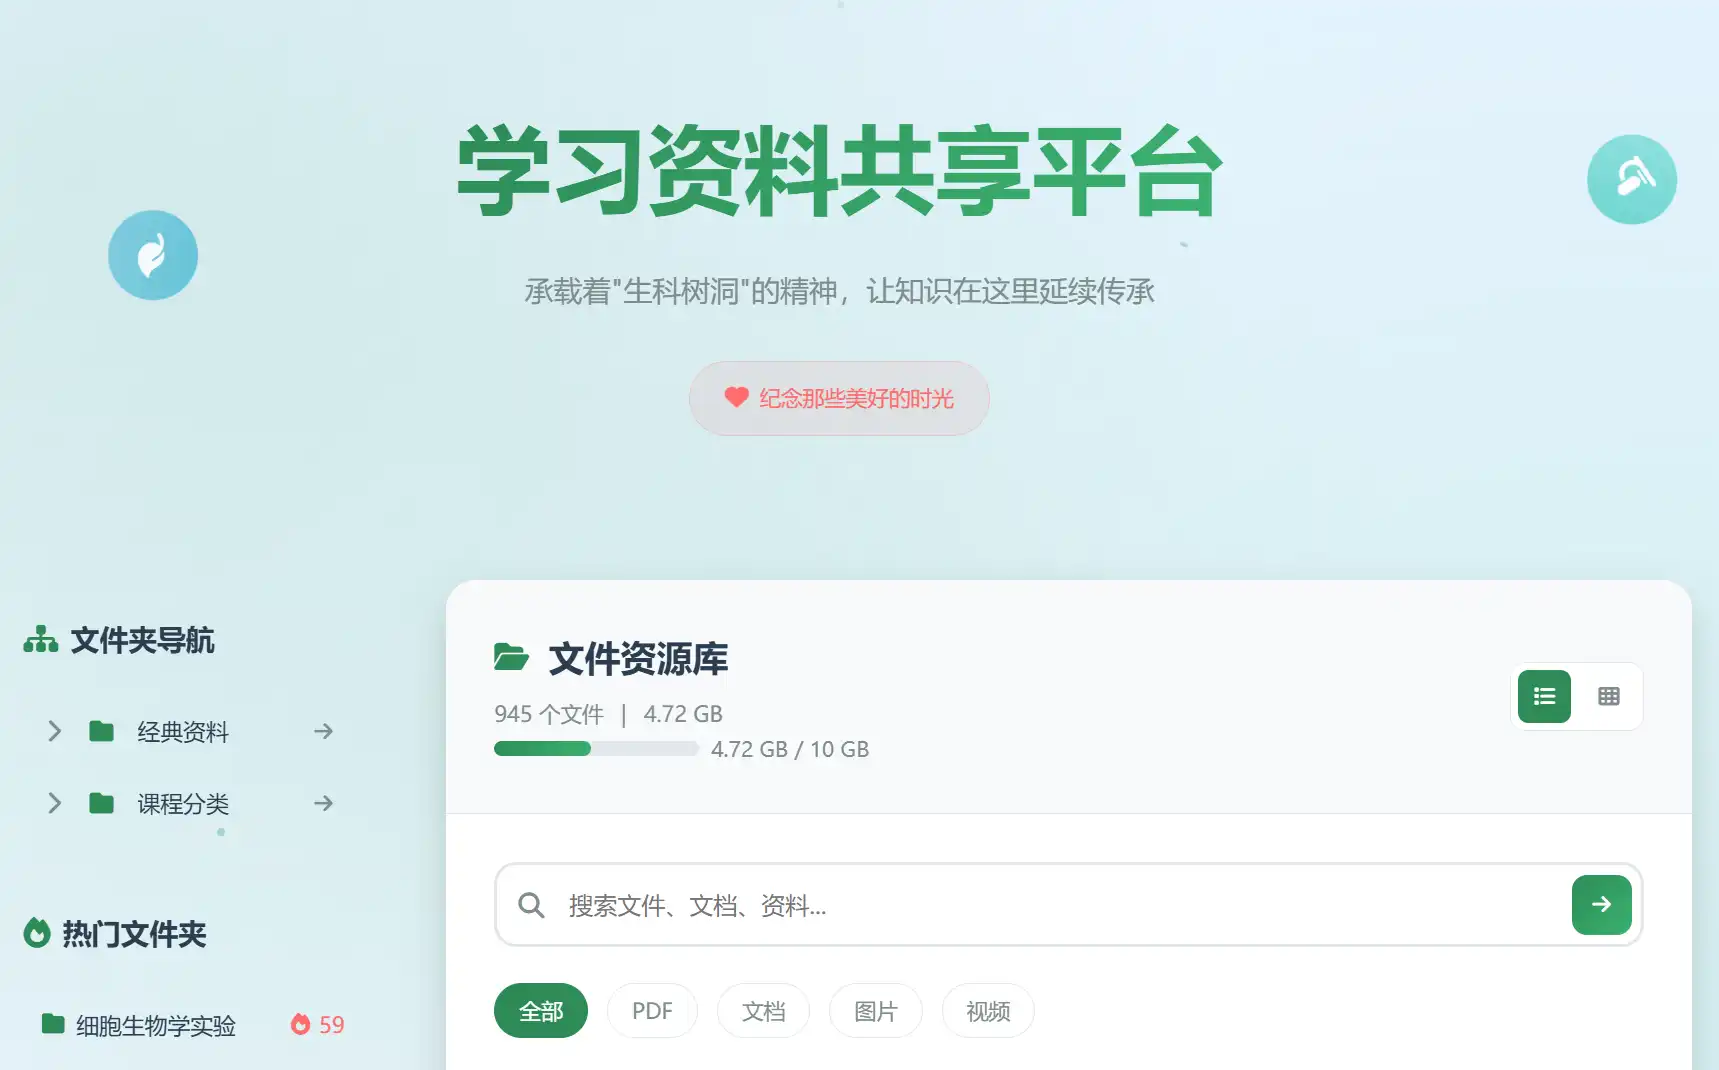 学习资料共享平台
承载着"生科树洞"的精神，让知识在这里延续传承
纪念那些美好的时光
文件夹导航
经典资料
课程分类
热门文件夹
细胞生物学实验 59
文件资源库
945 个文件 | 4.72 GB
4.72 GB / 10 GB
搜索文件、文档、资料...
全部 PDF 文档 图片 视频